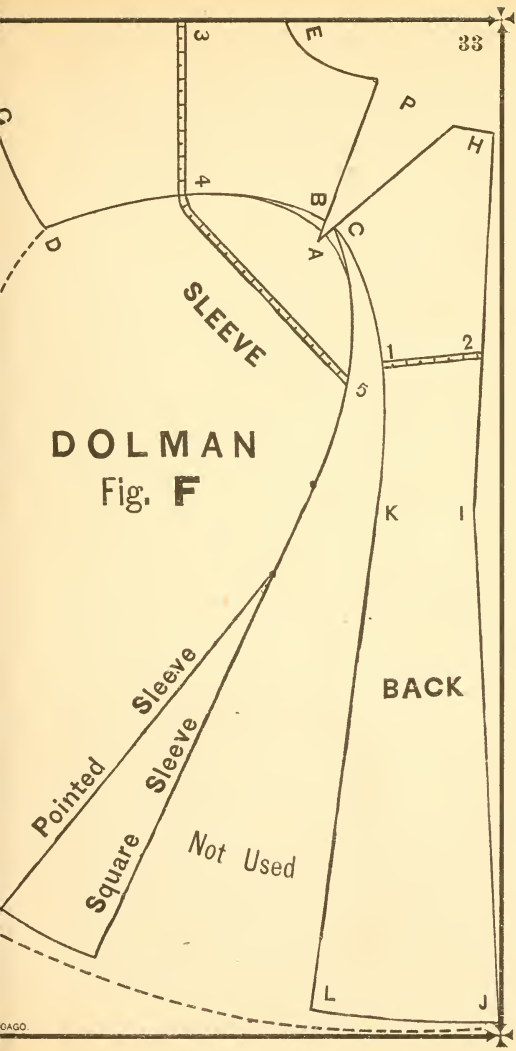 3
E
33
P
H
G
4
B
C
D
A
SLEEVE
1
2
5
DOLMAN
Fig. F
K
I
BACK
Pointed Sleeve
Square Sleeve
Not Used
L
J